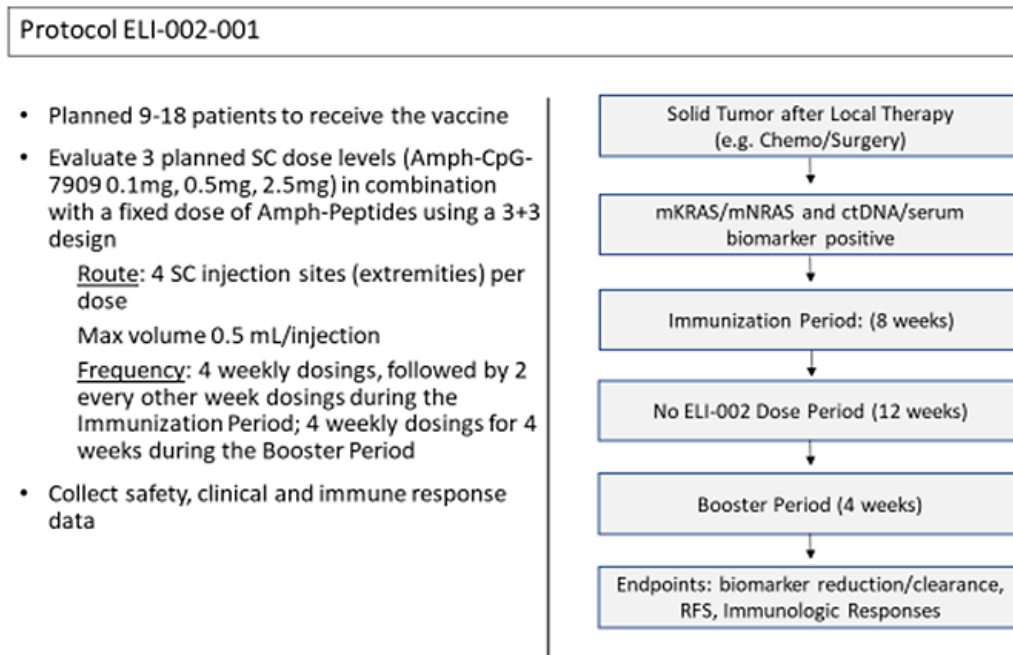 Protocol ELI-002-001
• Planned 9-18 patients to receive the vaccine
• Evaluate 3 planned SC dose levels (Amph-CpG-
7909 0.1mg, 0.5mg, 2.5mg) in combination
with a fixed dose of Amph-Peptides using a 3+3
design
Route: 4 SC injection sites (extremities) per
dose
Max volume 0.5 mL/injection
Frequency: 4 weekly dosings, followed by 2
every other week dosings during the
Immunization Period; 4 weekly dosings for 4
weeks during the Booster Period
• Collect safety, clinical and immune response
data
Solid Tumor after Local Therapy
(e.g. Chemo/Surgery)
mKRAS/mNRAS and ctDNA/serum
biomarker positive
Immunization Period: (8 weeks)
No ELI-002 Dose Period (12 weeks)
Booster Period (4 weeks)
Endpoints: biomarker reduction/clearance,
RFS, Immunologic Responses